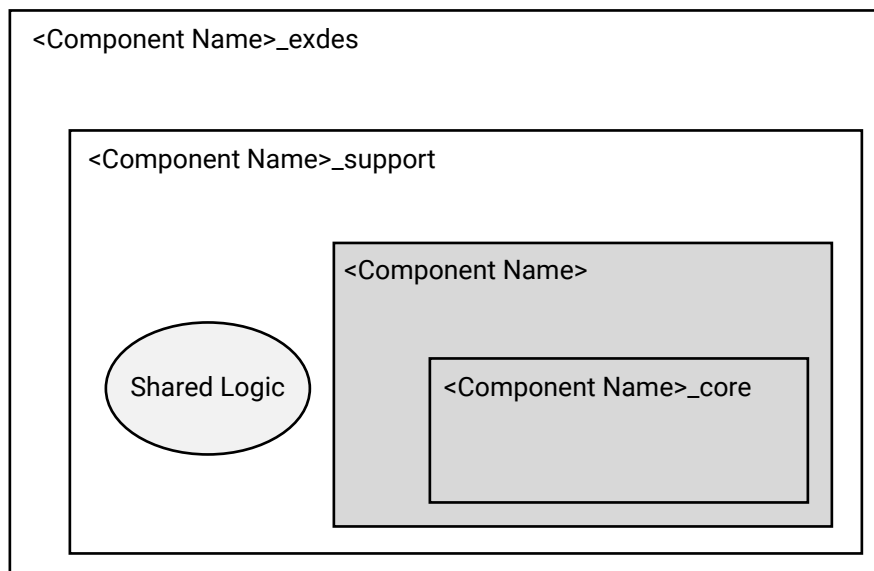 <Component Name>_exdes
<Component Name>_support
<Component Name>
Shared Logic
<Component Name>_core